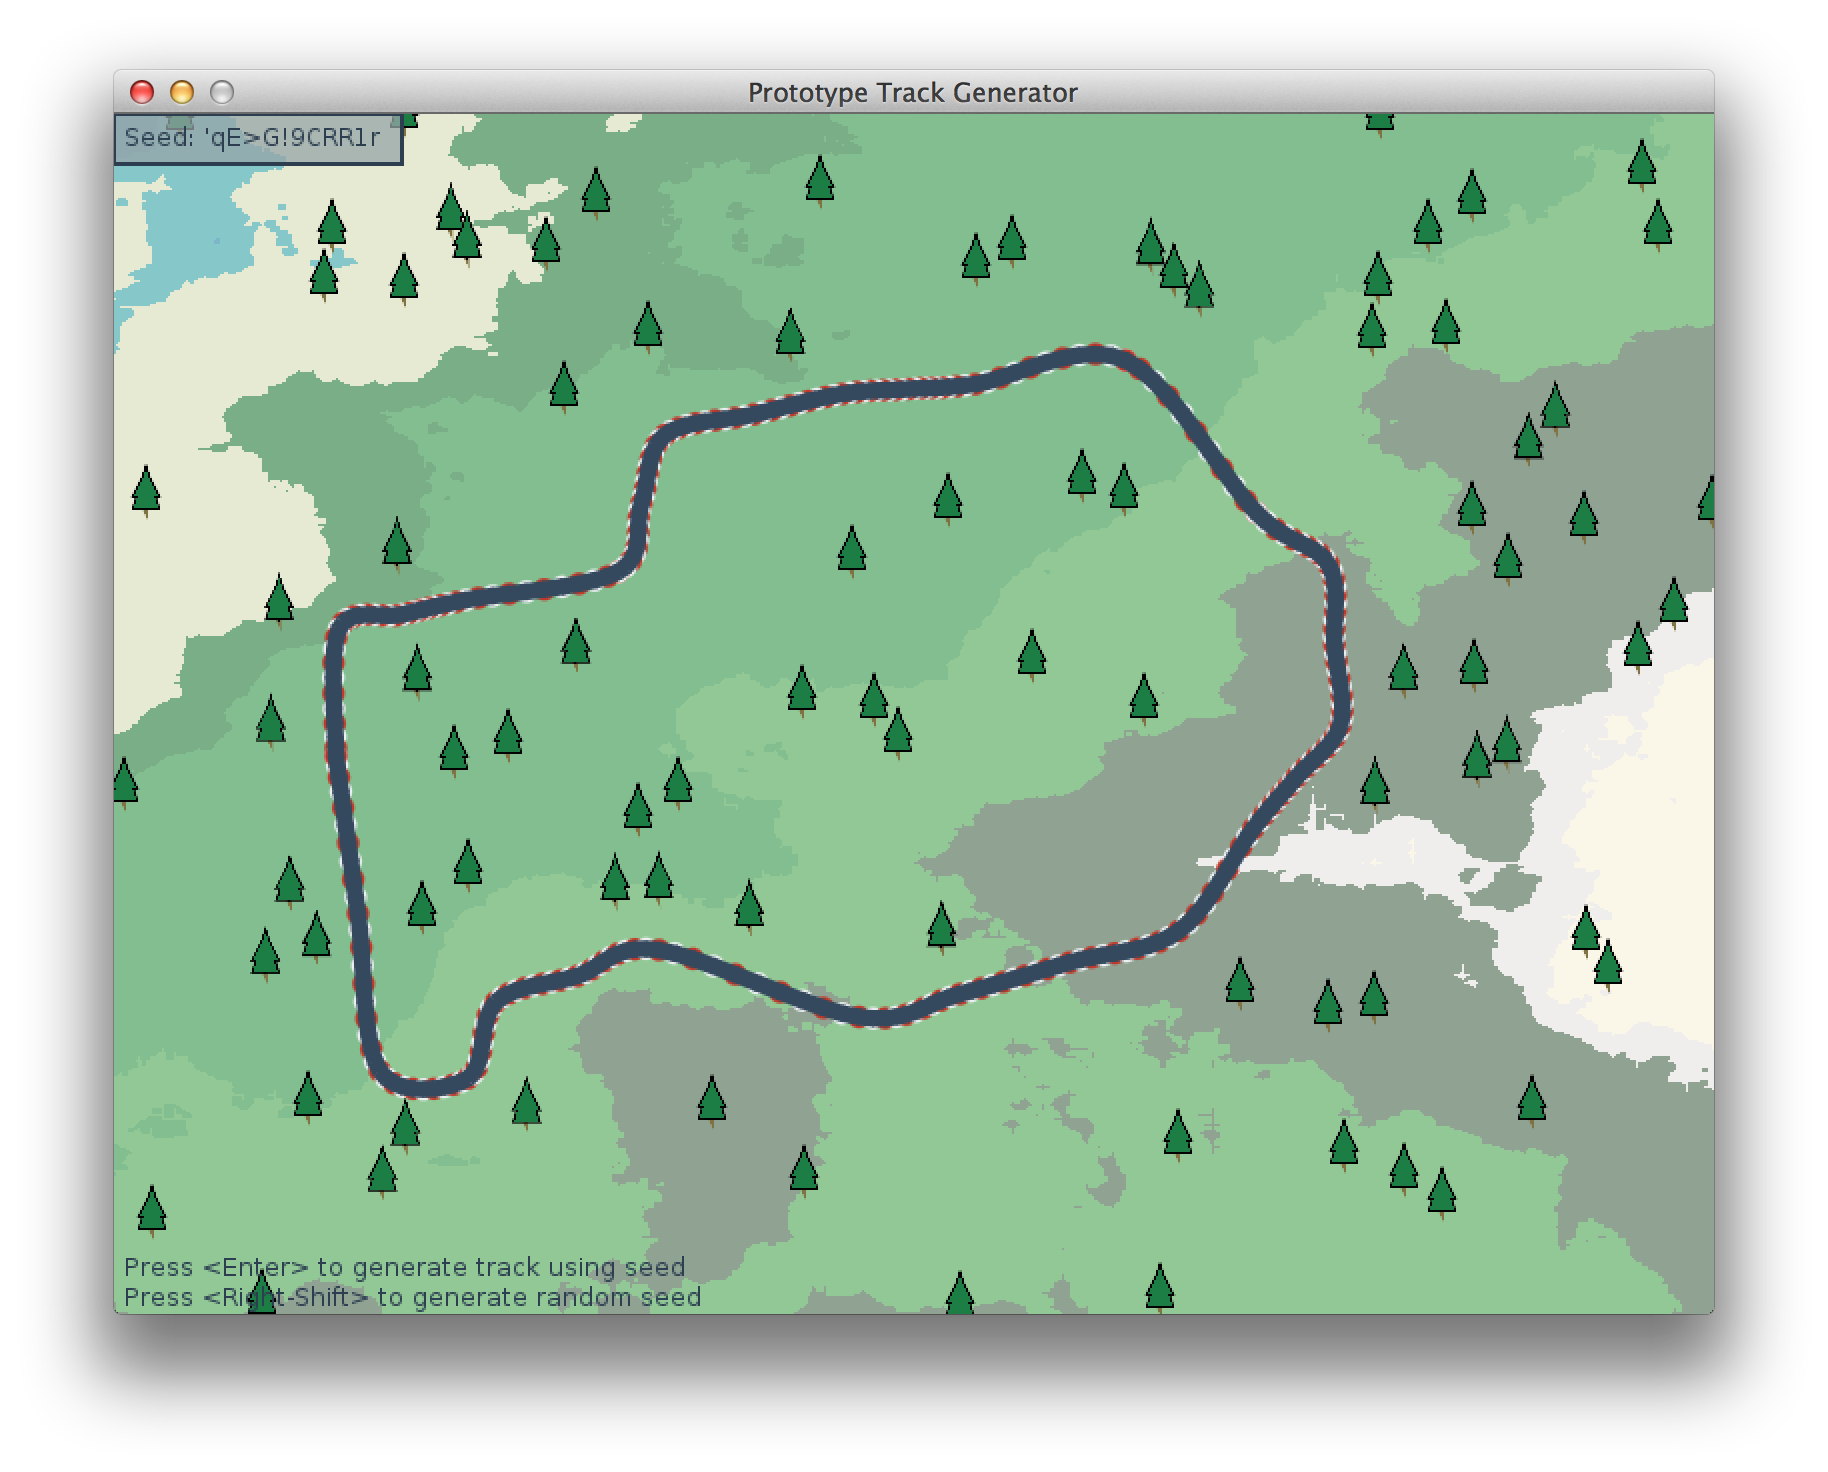 Prototype Track Generator
Seed: 'qE>G!9CRR1r
Press <Enter> to generate track using seed
Press <Right-Shift> to generate random seed